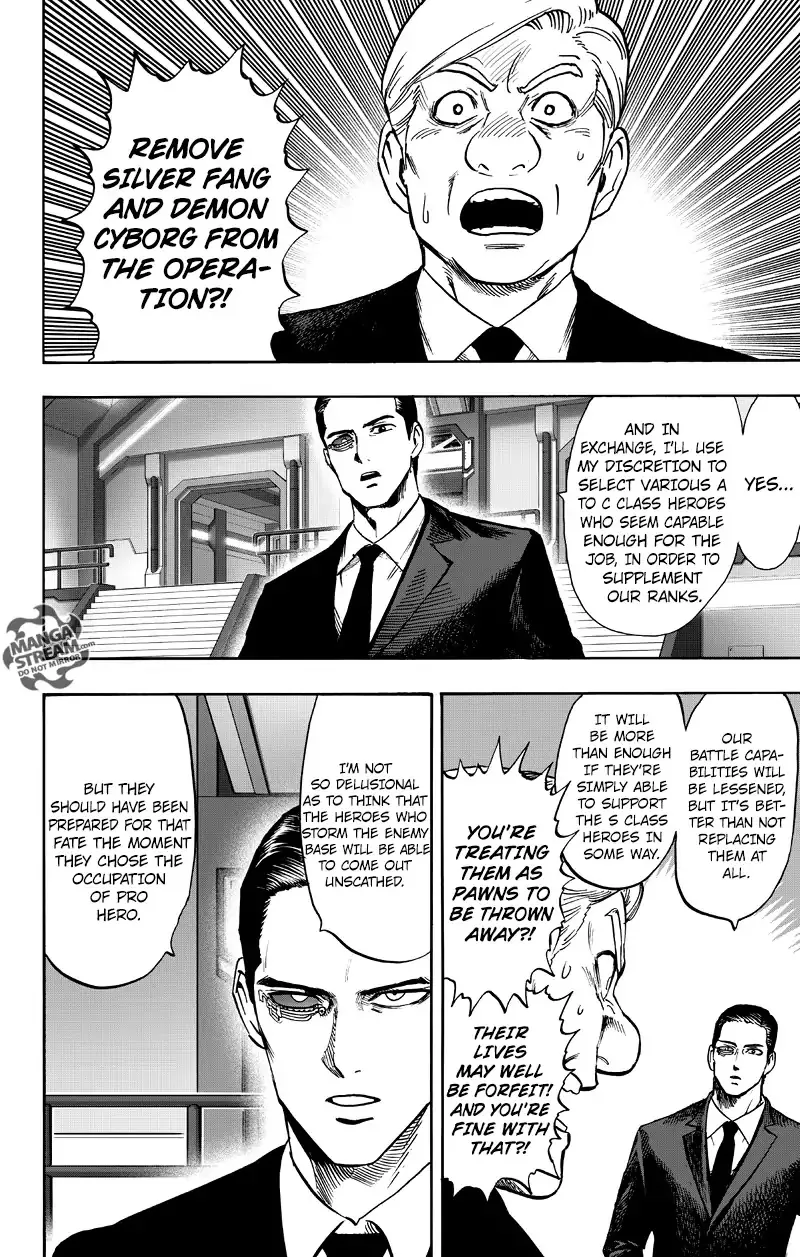 REMOVE
SILVER FANG
AND DEMON
CYBORG FROM
THE OPERA-
TION?!
YES...
AND IN
EXCHANGE, I'LL USE
MY DISCRETION TO
SELECT VARIOUS A
TO C CLASS HEROES
WHO SEEM CAPABLE
ENOUGH FOR THE
JOB, IN ORDER TO
SUPPLEMENT
OUR RANKS.
MANGA
STREAM.com
DO NOT MIRROR
OUR
BATTLE CAPA-
BILITIES WILL
BE LESSENED,
BUT IT'S BET-
TER THAN NOT
REPLACING
THEM AT
ALL.
IT WILL
BE MORE
THAN ENOUGH
IF THEY'RE
SIMPLY ABLE
TO SUPPORT
THE S CLASS
HEROES IN
SOME WAY.
YOU'RE
TREATING
THEM AS
PAWNS TO
BE THROWN
AWAY?!
THEIR
LIVES
MAY WELL
BE FORFEIT!
AND YOU'RE
FINE WITH
THAT?!
I'M NOT
SO DELUSIONAL
AS TO THINK THAT
THE HEROES WHO
STORM THE ENEMY
BASE WILL BE ABLE
TO COME OUT
UNSCATHED.
BUT THEY
SHOULD HAVE BEEN
PREPARED FOR THAT
FATE THE MOMENT
THEY CHOSE THE
OCCUPATION
OF PRO
HERO.